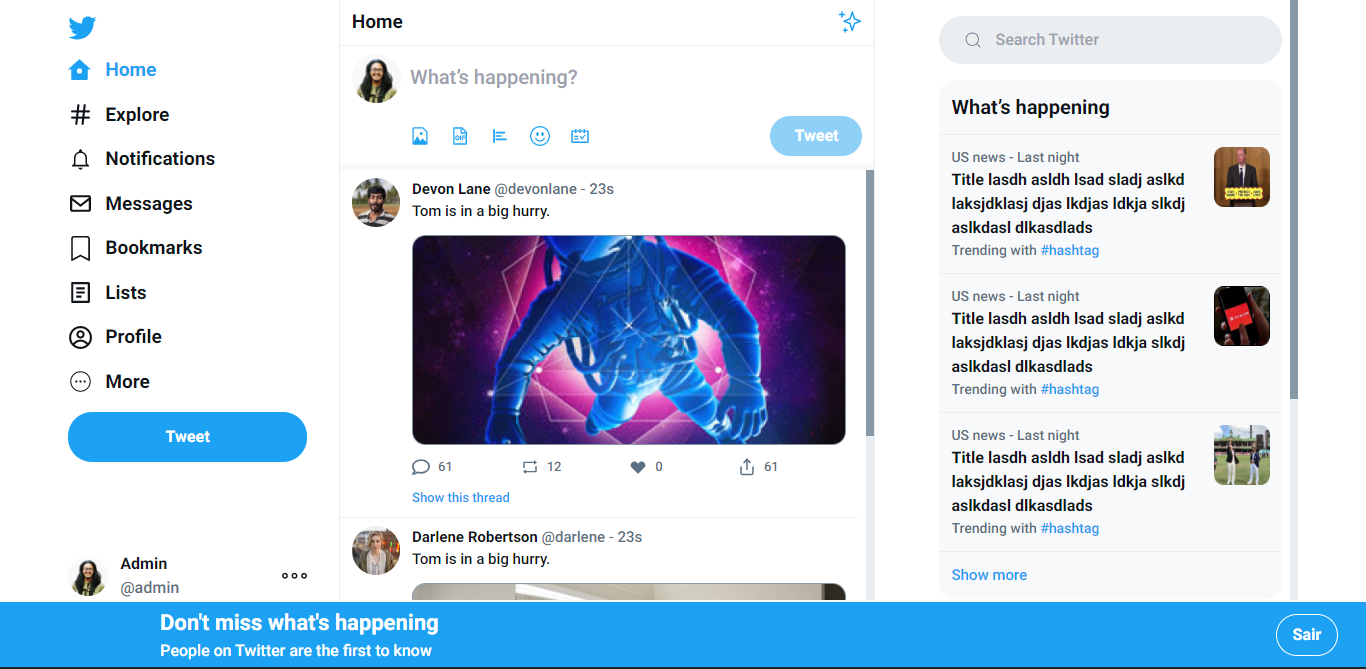 Home
Explore
Notifications
Messages
Bookmarks
Lists
Profile
More
Tweet
Admin
@admin
Home
What’s happening?
GIF
Tweet
Devon Lane @devonlane - 23s
Tom is in a big hurry.
61 12 0 61
Show this thread
Darlene Robertson @darlene - 23s
Tom is in a big hurry.
Search Twitter
What’s happening
US news - Last night
Title lasdh asldh lsad sladj aslkd
laksjdklasj djas lkdjas ldkja slkdj
aslkdasl dlkasdlads
Trending with #hashtag
US news - Last night
Title lasdh asldh lsad sladj aslkd
laksjdklasj djas lkdjas ldkja slkdj
aslkdasl dlkasdlads
Trending with #hashtag
US news - Last night
Title lasdh asldh lsad sladj aslkd
laksjdklasj djas lkdjas ldkja slkdj
aslkdasl dlkasdlads
Trending with #hashtag
Show more
Don't miss what's happening
People on Twitter are the first to know
Sair